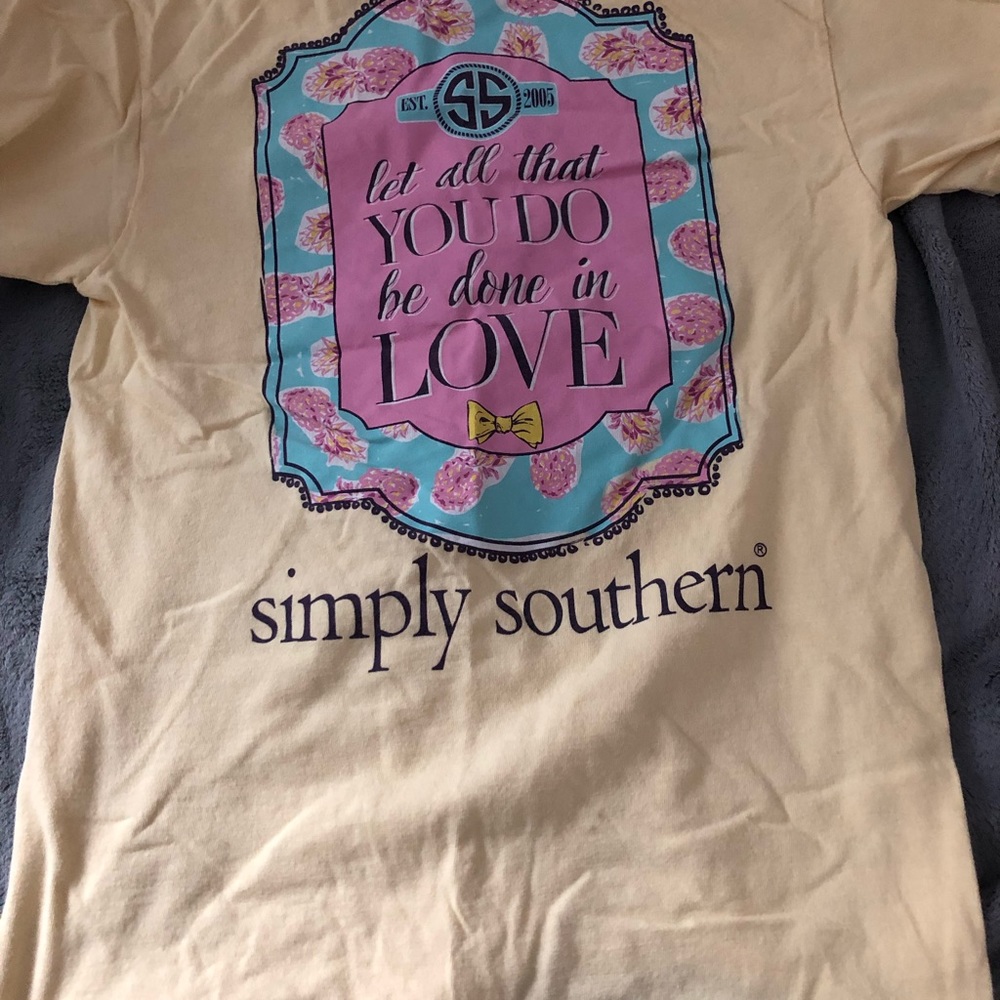 EST. SS 2005
let all that
YOU DO
be done in
LOVE
simply southern®